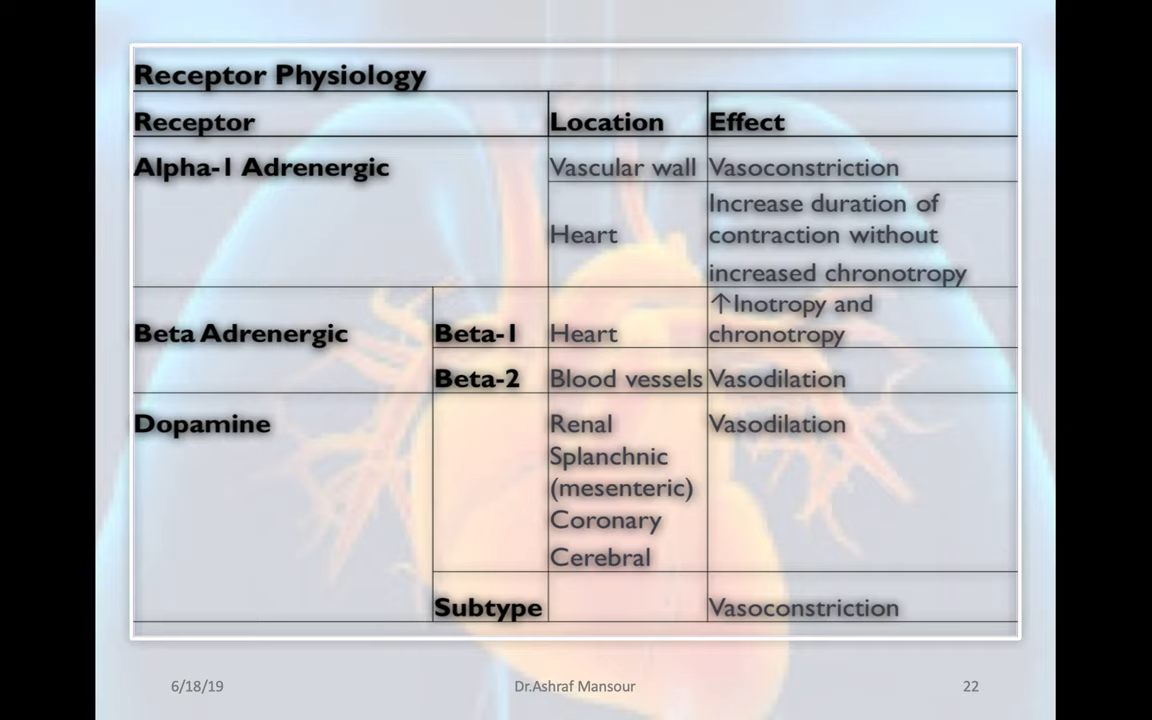 Receptor Physiology
Receptor Location Effect
Alpha-1 Adrenergic Vascular wall Vasoconstriction
Heart Increase duration of
contraction without
increased chronotropy
Beta Adrenergic Beta-1 Heart ↑Inotropy and
chronotropy
Beta-2 Blood vessels Vasodilation
Dopamine Renal Vasodilation
Splanchnic
(mesenteric)
Coronary
Cerebral
Subtype Vasoconstriction
6/18/19 Dr.Ashraf Mansour 22